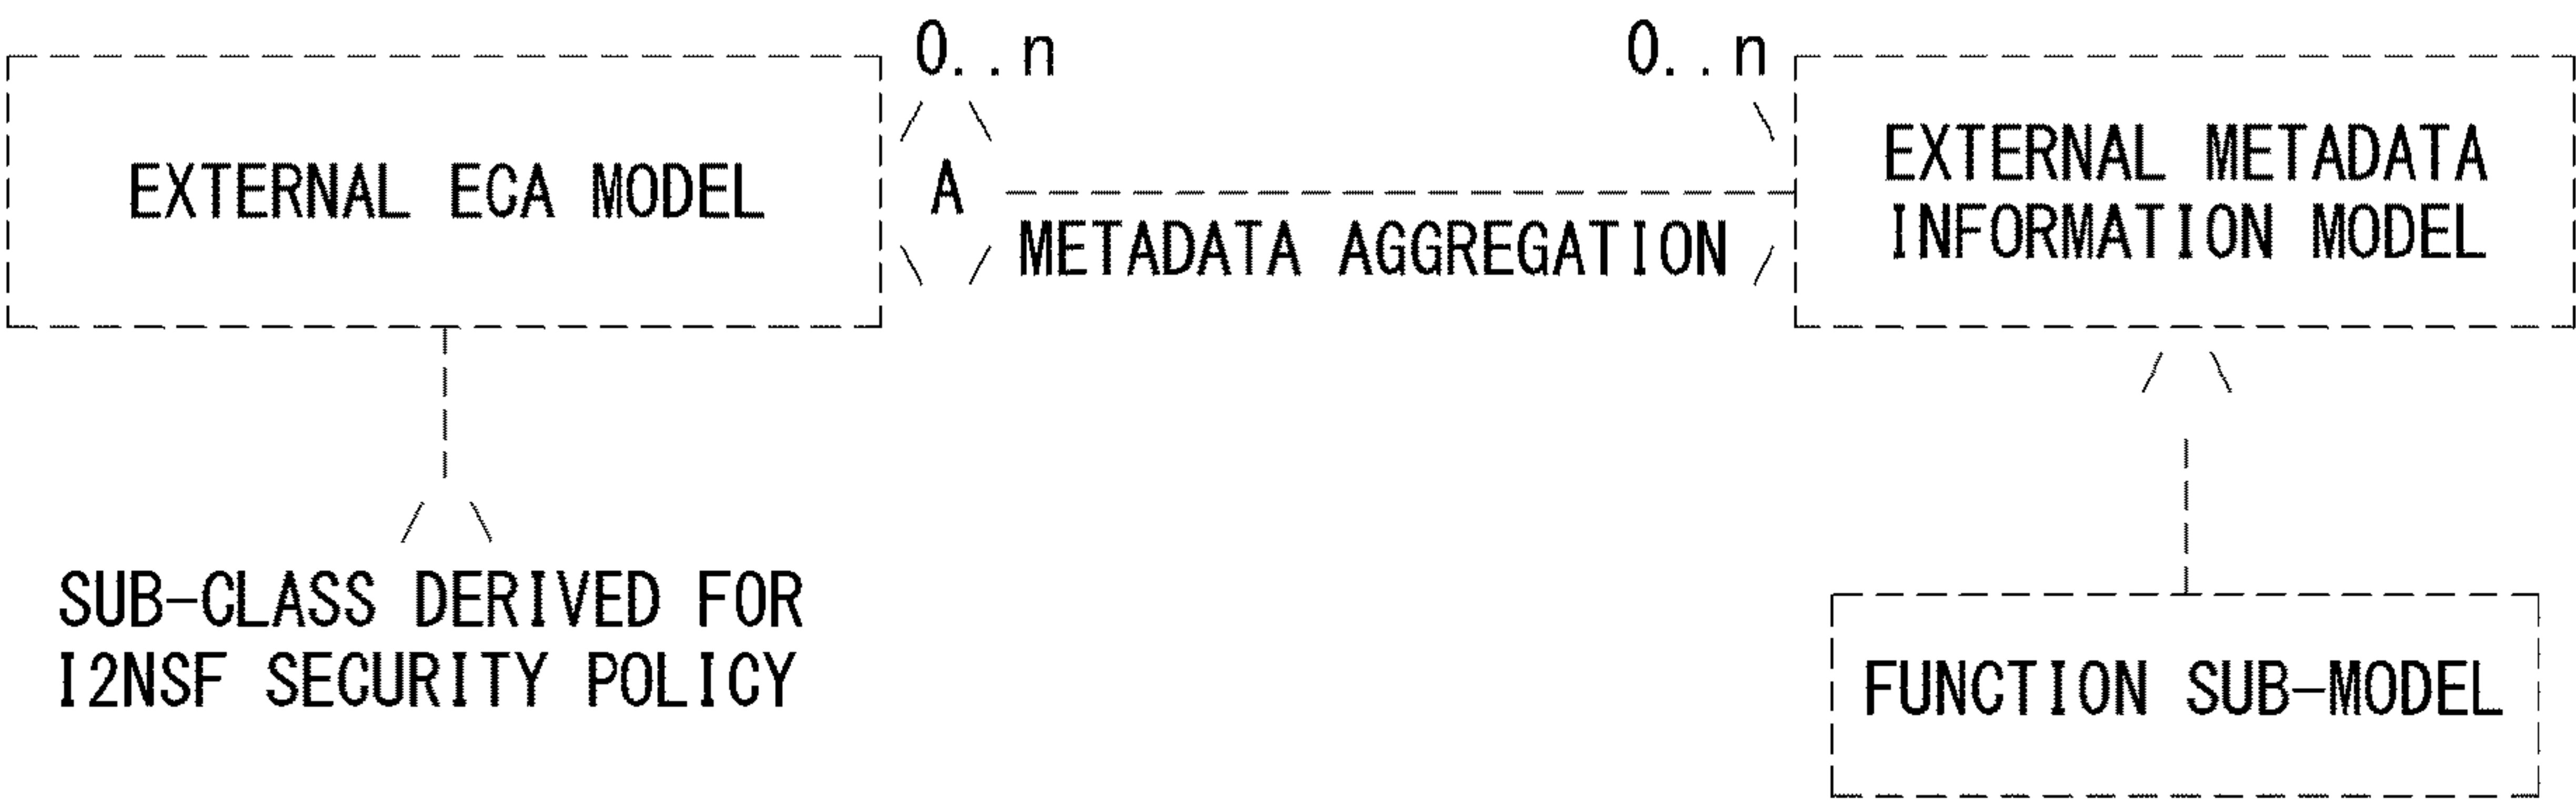 0..n
0..n
EXTERNAL ECA MODEL
A
EXTERNAL METADATA
INFORMATION MODEL
METADATA AGGREGATION
SUB-CLASS DERIVED FOR
I2NSF SECURITY POLICY
FUNCTION SUB-MODEL